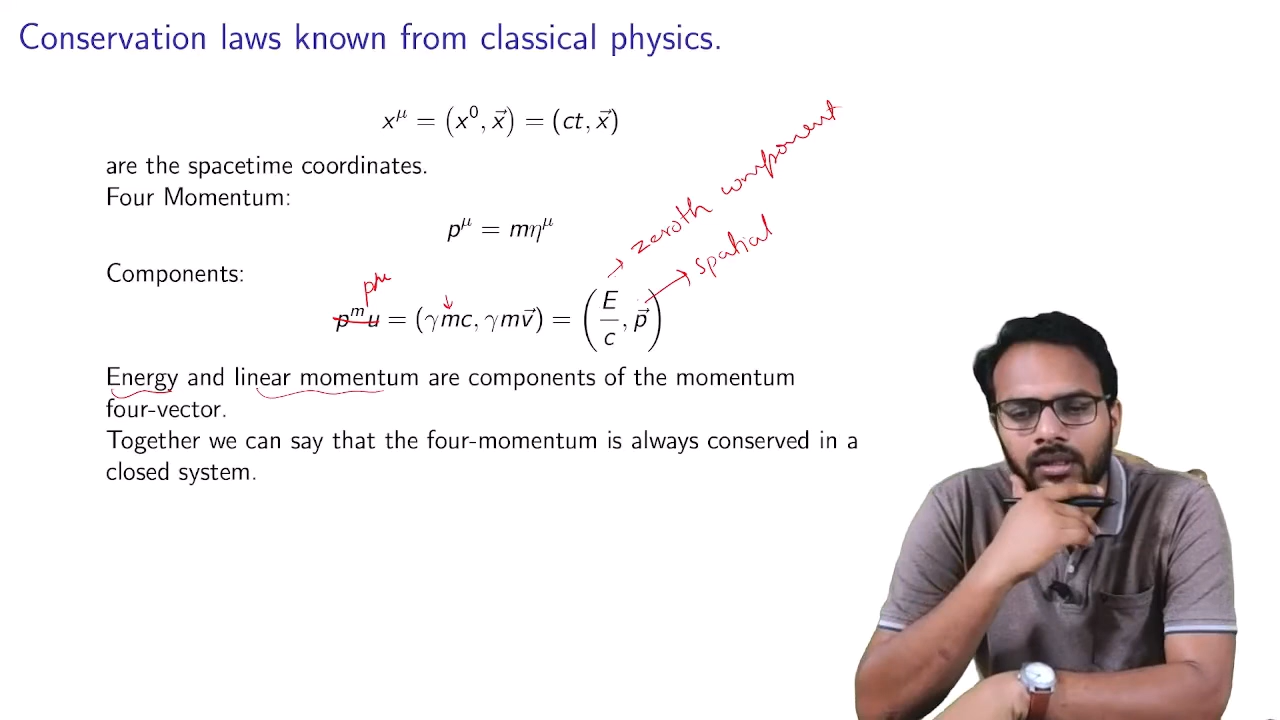 Conservation laws known from classical physics.
x^μ = (x^0, x⃗) = (ct, x⃗)
are the spacetime coordinates.
Four Momentum:
p^μ = mη^μ
zeroth component
spatial
Components:
p^μ
p^m u = (γmc, γmv⃗) = (E/c, p⃗)
Energy and linear momentum are components of the momentum
four-vector.
Together we can say that the four-momentum is always conserved in a
closed system.